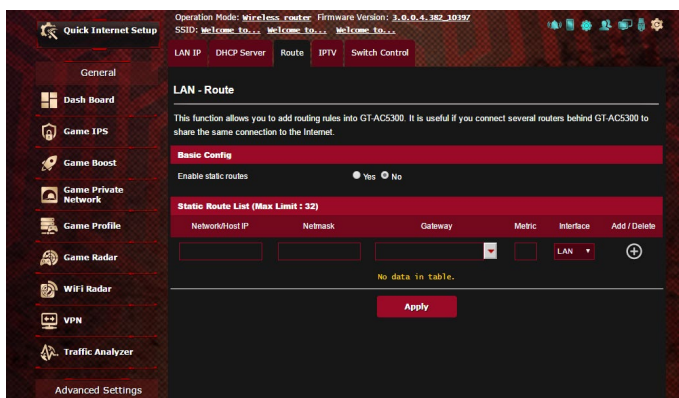 Quick Internet Setup
General
Dash Board
Game IPS
Game Boost
Game Private
Network
Game Profile
Game Radar
WiFi Radar
VPN
Traffic Analyzer
Advanced Settings
Operation Mode: Wireless router Firmware Version: 3.0.0.4.382_10397
SSID: Welcome to... Welcome to... Welcome to...
LAN IP DHCP Server Route IPTV Switch Control
LAN - Route
This function allows you to add routing rules into GT-AC5300. It is useful if you connect several routers behind GT-AC5300 to
share the same connection to the Internet.
Basic Config
Enable static routes Yes No
Static Route List (Max Limit : 32)
Network/Host IP Netmask Gateway Metric Interface Add / Delete
LAN
No data in table.
Apply